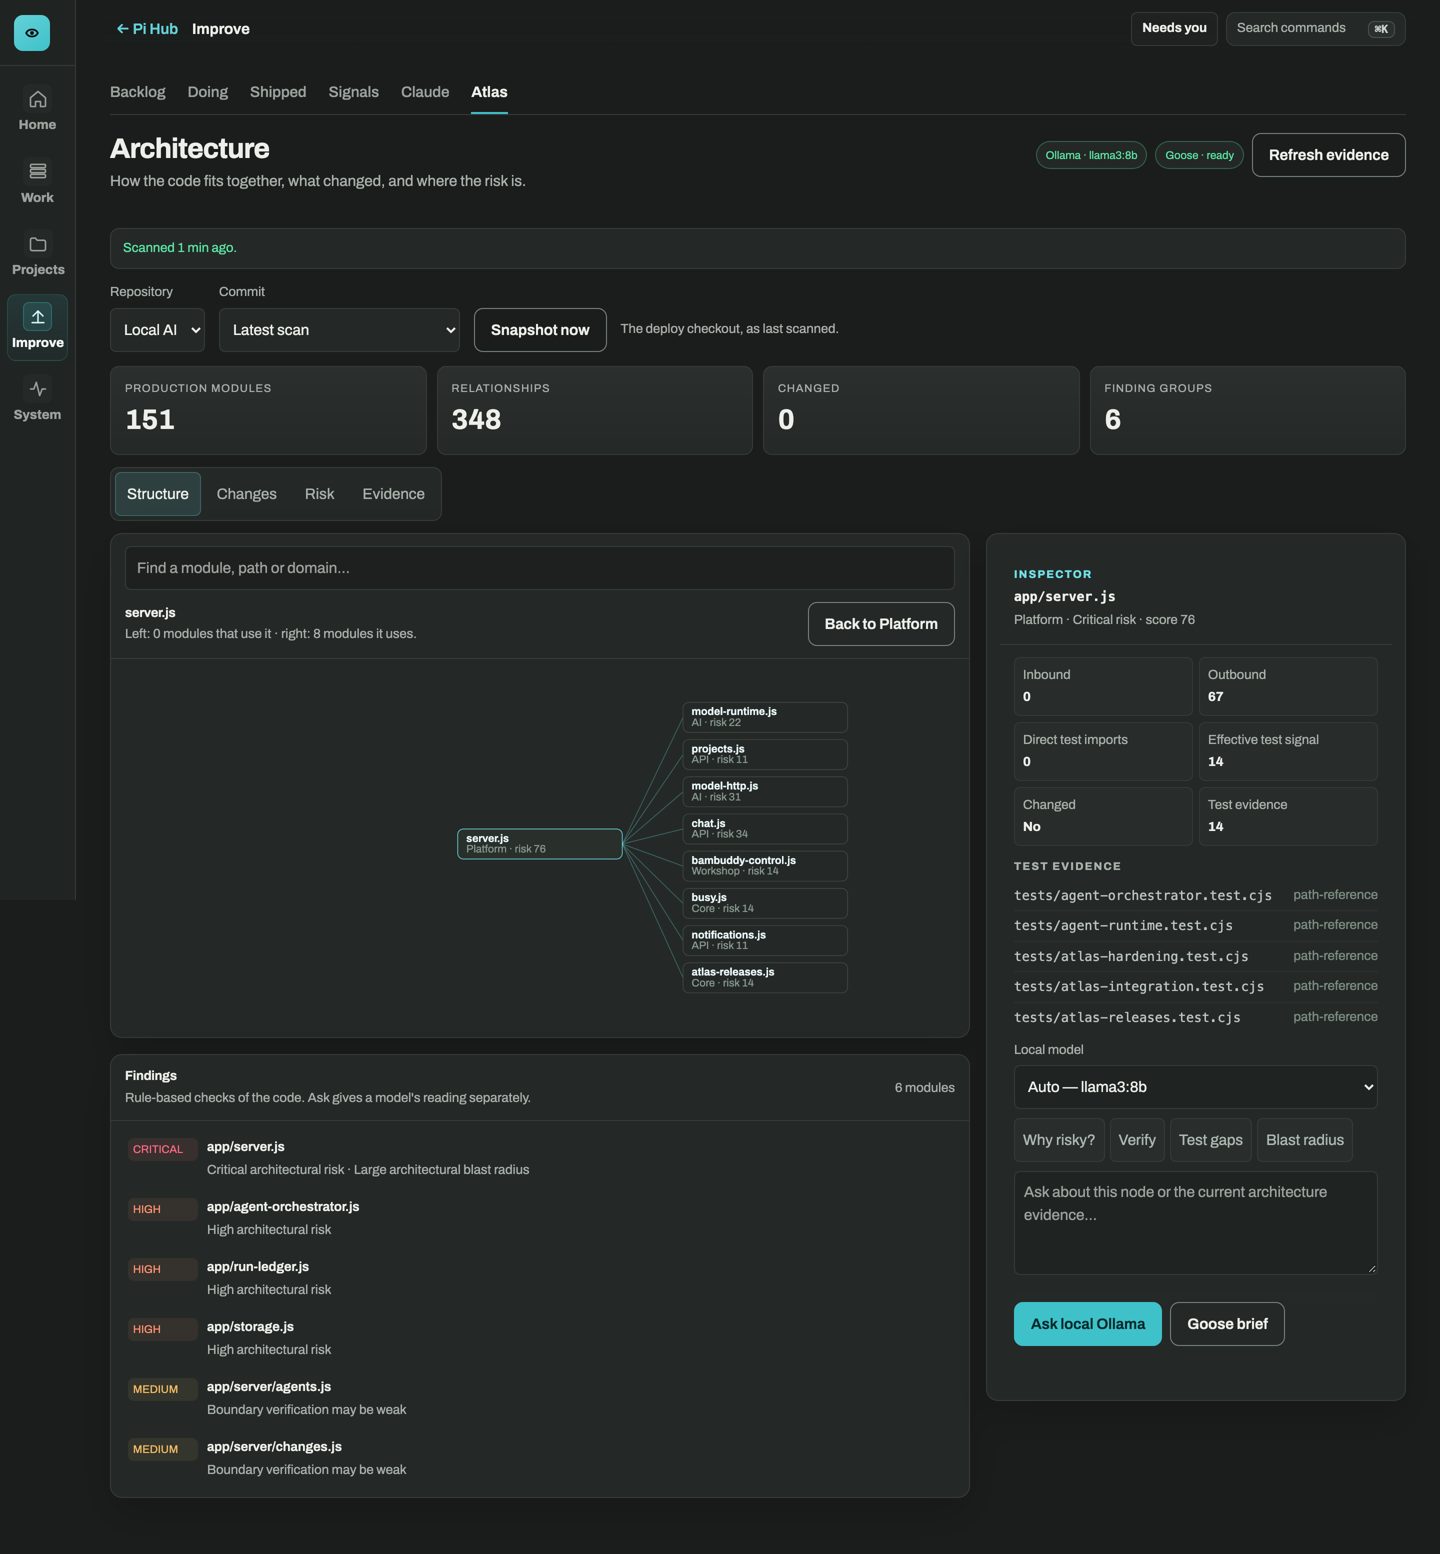 ← Pi Hub Improve
Needs you
Search commands ⌘K
Home
Work
Projects
Improve
System
Backlog Doing Shipped Signals Claude Atlas
Architecture
How the code fits together, what changed, and where the risk is.
Ollama · llama3:8b
Goose · ready
Refresh evidence
Scanned 1 min ago.
Repository
Commit
Local AI
Latest scan
Snapshot now
The deploy checkout, as last scanned.
PRODUCTION MODULES
151
RELATIONSHIPS
348
CHANGED
0
FINDING GROUPS
6
Structure Changes Risk Evidence
Find a module, path or domain...
server.js
Left: 0 modules that use it · right: 8 modules it uses.
Back to Platform
server.js
Platform · risk 76
model-runtime.js
AI · risk 22
projects.js
API · risk 11
model-http.js
AI · risk 31
chat.js
API · risk 34
bambuddy-control.js
Workshop · risk 14
busy.js
Core · risk 14
notifications.js
API · risk 11
atlas-releases.js
Core · risk 14
Findings
Rule-based checks of the code. Ask gives a model's reading separately.
6 modules
CRITICAL
app/server.js
Critical architectural risk · Large architectural blast radius
HIGH
app/agent-orchestrator.js
High architectural risk
HIGH
app/run-ledger.js
High architectural risk
HIGH
app/storage.js
High architectural risk
MEDIUM
app/server/agents.js
Boundary verification may be weak
MEDIUM
app/server/changes.js
Boundary verification may be weak
INSPECTOR
app/server.js
Platform · Critical risk · score 76
Inbound
0
Outbound
67
Direct test imports
0
Effective test signal
14
Changed
No
Test evidence
14
TEST EVIDENCE
tests/agent-orchestrator.test.cjs path-reference
tests/agent-runtime.test.cjs path-reference
tests/atlas-hardening.test.cjs path-reference
tests/atlas-integration.test.cjs path-reference
tests/atlas-releases.test.cjs path-reference
Local model
Auto — llama3:8b
Why risky? Verify Test gaps Blast radius
Ask about this node or the current architecture
evidence...
Ask local Ollama
Goose brief